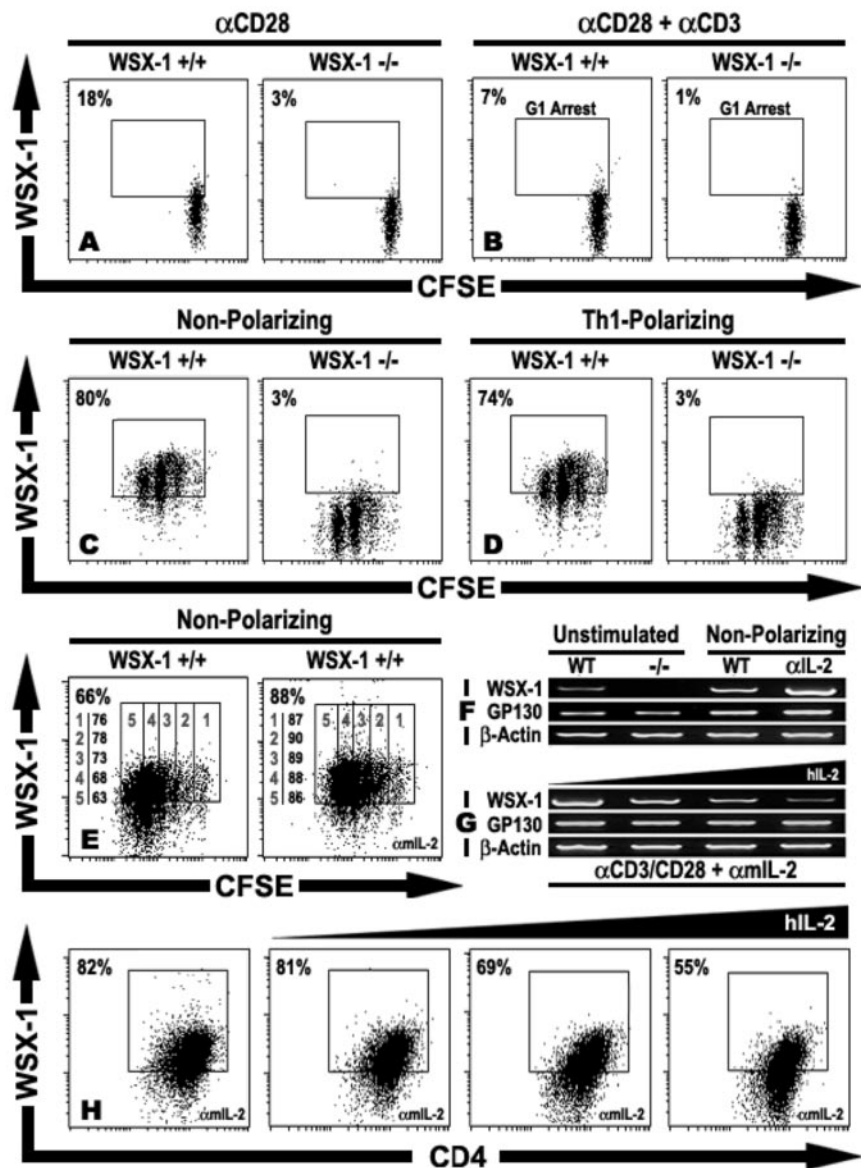 αCD28
αCD28 + αCD3
WSX-1 +/+
WSX-1 -/-
WSX-1 +/+
WSX-1 -/-
WSX-1
18%
3%
7%
G1 Arrest
1%
G1 Arrest
A
B
CFSE
Non-Polarizing
Th1-Polarizing
WSX-1 +/+
WSX-1 -/-
WSX-1 +/+
WSX-1 -/-
WSX-1
80%
3%
74%
3%
C
D
CFSE
Non-Polarizing
WSX-1 +/+
WSX-1 +/+
WSX-1
66%
1 76
2 78
3 73
4 68
5 63
5 4 3 2 1
E
88%
1 87
2 90
3 89
4 88
5 86
5 4 3 2 1
αmIL-2
CFSE
Unstimulated
Non-Polarizing
WT
-/-
WT
αIL-2
WSX-1
F
GP130
β-Actin
hIL-2
WSX-1
G
GP130
β-Actin
αCD3/CD28 + αmIL-2
hIL-2
WSX-1
82%
81%
69%
55%
H
αmIL-2
αmIL-2
αmIL-2
αmIL-2
CD4